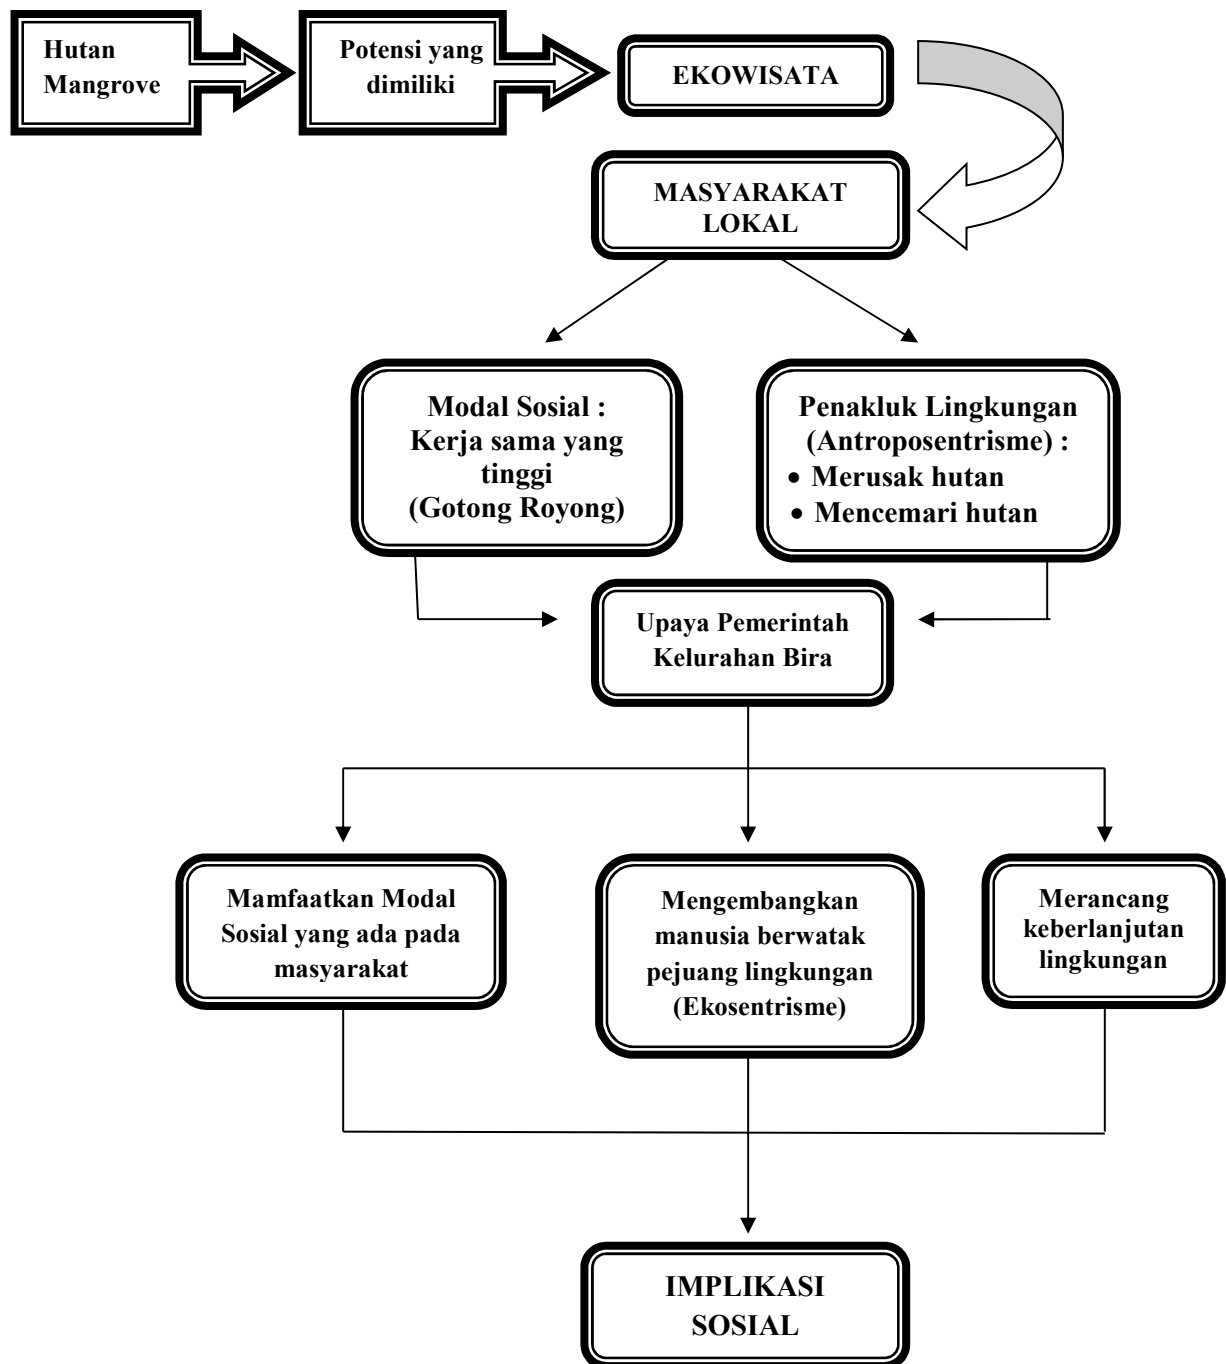 Hutan
Mangrove
Potensi yang
dimiliki
EKOWISATA
MASYARAKAT
LOKAL
Modal Sosial :
Kerja sama yang
tinggi
(Gotong Royong)
Penakluk Lingkungan
(Antroposentrisme) :
• Merusak hutan
• Mencemari hutan
Upaya Pemerintah
Kelurahan Bira
Mamfaatkan Modal
Sosial yang ada pada
masyarakat
Mengembangkan
manusia berwatak
pejuang lingkungan
(Ekosentrisme)
Merancang
keberlanjutan
lingkungan
IMPLIKASI
SOSIAL